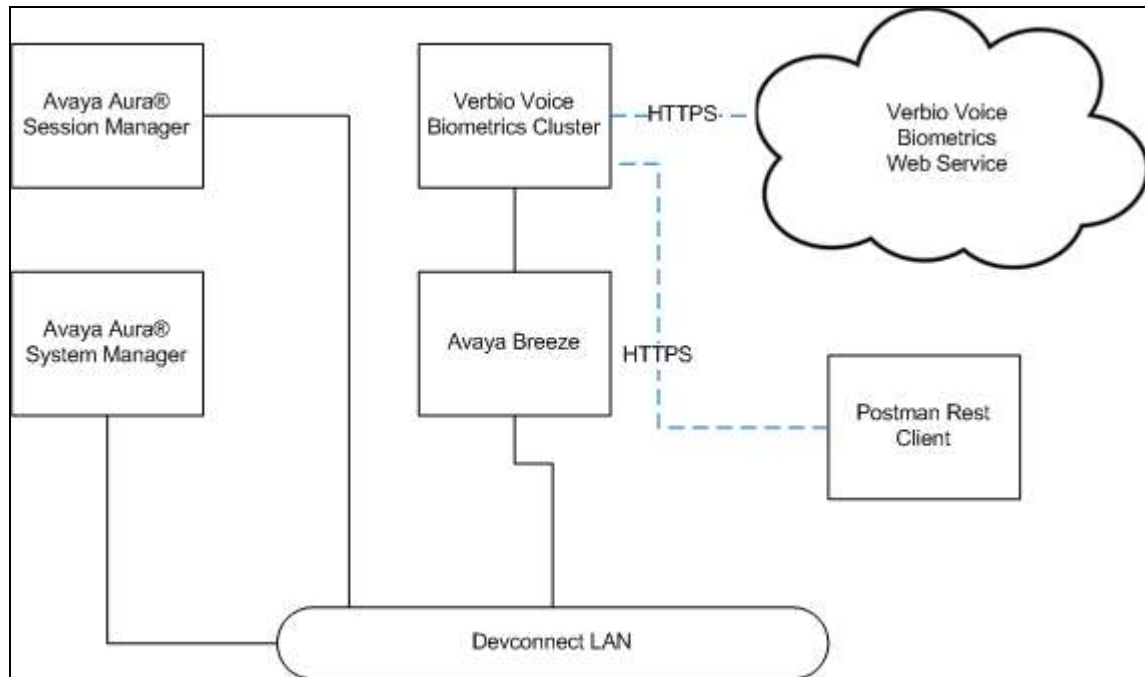 Avaya Aura®
Session Manager
Verbio Voice
Biometrics Cluster
HTTPS
Verbio Voice
Biometrics
Web Service
Avaya Aura®
System Manager
Avaya Breeze
HTTPS
Postman Rest
Client
Devconnect LAN